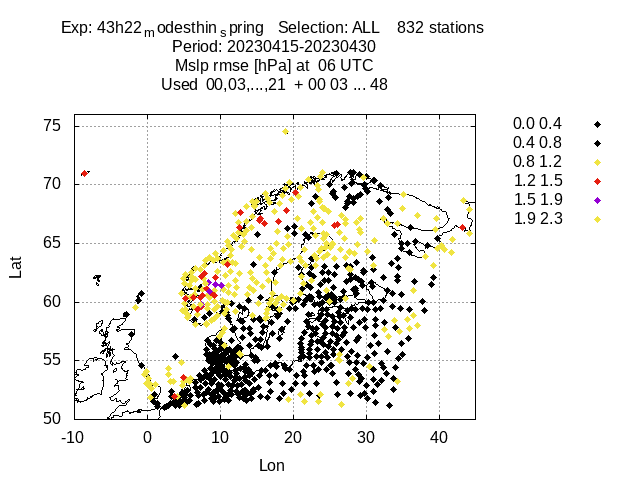 Exp: 43h22modesthinspring Selection: ALL 832 stations
Period: 20230415-20230430
Mslp rmse [hPa] at 06 UTC
Used 00,03,...,21 + 00 03 ... 48
0.0 0.4
0.4 0.8
0.8 1.2
1.2 1.5
1.5 1.9
1.9 2.3
75
70
65
60
55
50
Lat
-10 0 10 20 30 40
Lon